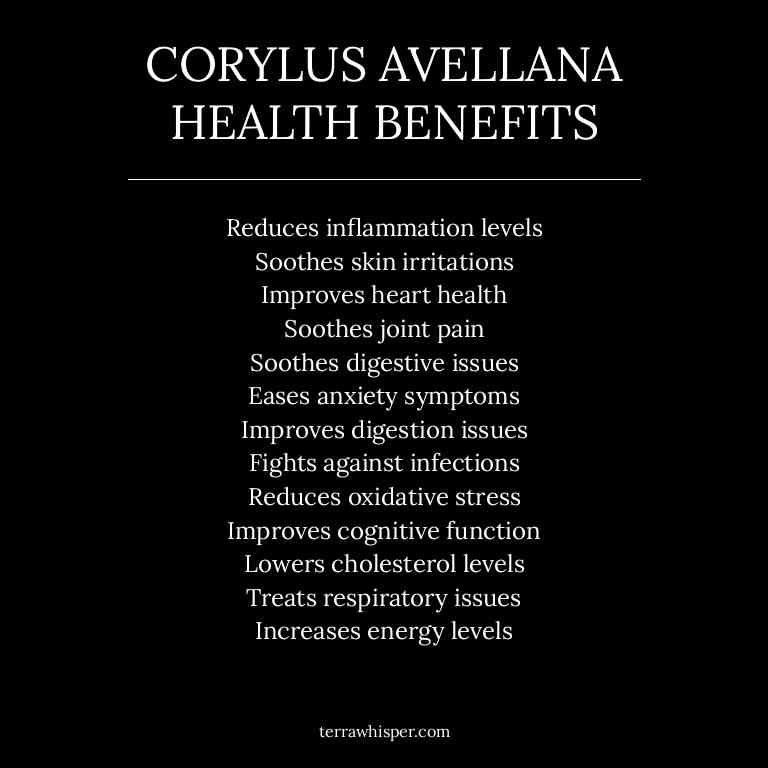 CORYLUS AVELLANA
HEALTH BENEFITS
Reduces inflammation levels
Soothes skin irritations
Improves heart health
Soothes joint pain
Soothes digestive issues
Eases anxiety symptoms
Improves digestion issues
Fights against infections
Reduces oxidative stress
Improves cognitive function
Lowers cholesterol levels
Treats respiratory issues
Increases energy levels
terrawhisper.com